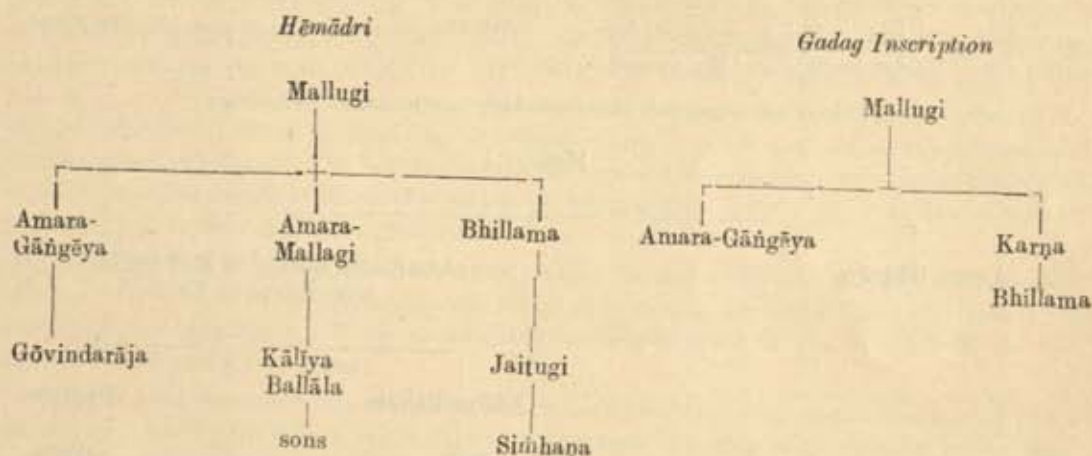 Hēmādri
Gadag Inscription
Mallugi
Mallugi
Amara-
Gāṅgēya
Amara-
Mallagi
Bhillama
Amara-Gāṅgēya
Karṇa
Bhillama
Gōvindarāja
Kālīya
Ballāla
Jaitugi
sons
Siṁhaṇa